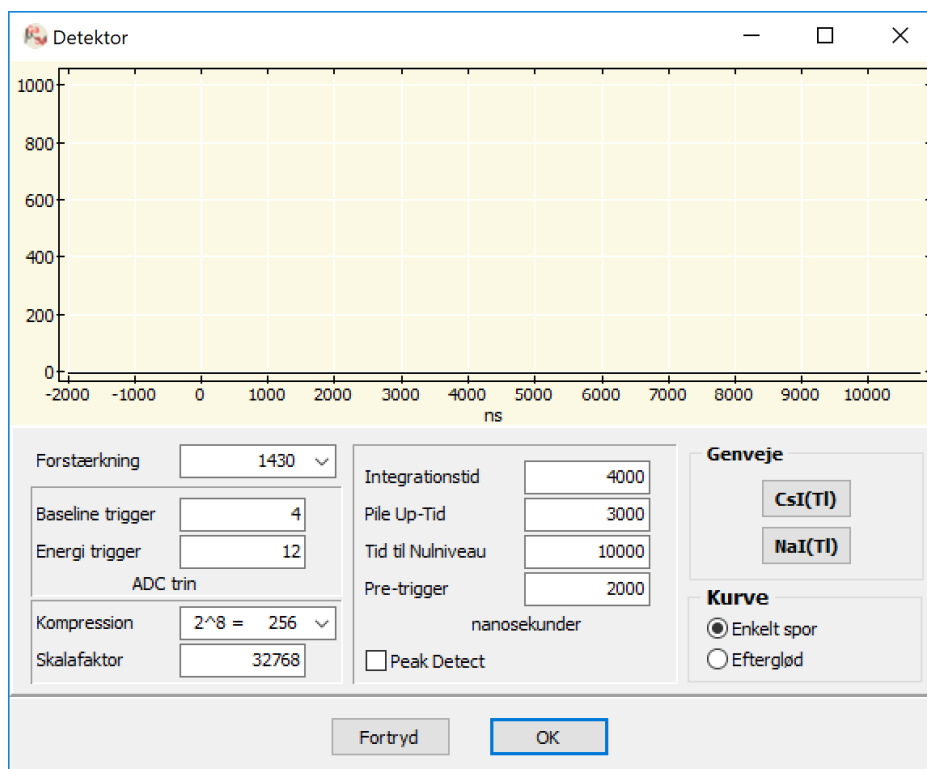 Detektor
1000
800
600
400
200
0
-2000 -1000 0 1000 2000 3000 4000 5000 6000 7000 8000 9000 10000
ns
Forstærkning 1430
Baseline trigger 4
Energi trigger 12
ADC trin
Kompression 2^8 = 256
Skalafaktor 32768
Integrationstid 4000
Pile Up-Tid 3000
Tid til Nulniveau 10000
Pre-trigger 2000
nanosekunder
Peak Detect
Genveje
CsI(Tl)
NaI(Tl)
Kurve
Enkelt spor
Efterglød
Fortryd OK